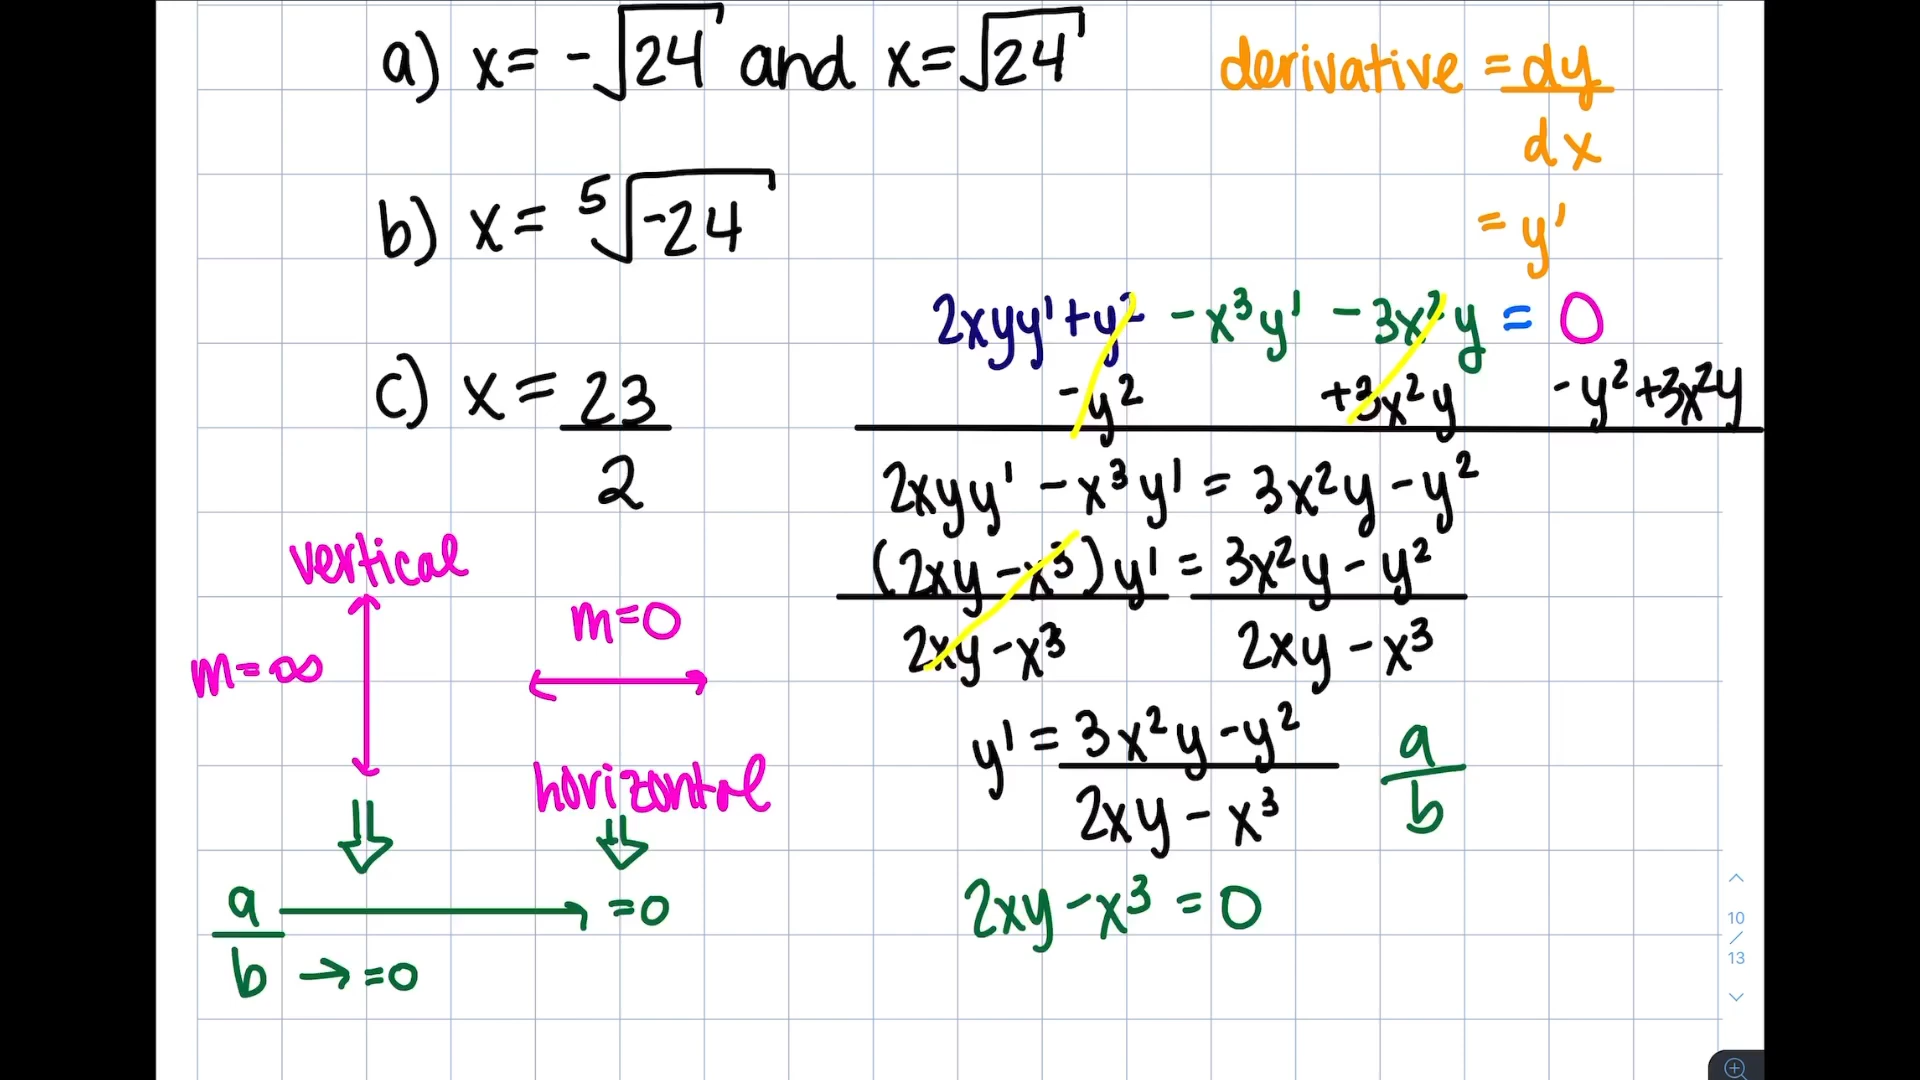 a) x = -√24 and x = √24
b) x = ⁵√-24
c) x = 23
2
derivative = dy
dx
= y'
2xyy' + y² - x³y' - 3x²y = 0
- y² +3x²y - y² + 3x²y
2xyy' - x³y' = 3x²y - y²
(2xy - x³)y' = 3x²y - y²
2xy - x³ 2xy - x³
y' = 3x²y - y²
2xy - x³
a
b
2xy - x³ = 0
vertical
m = ∞
m = 0
horizontal
a → = 0
b → = 0
10
/
13